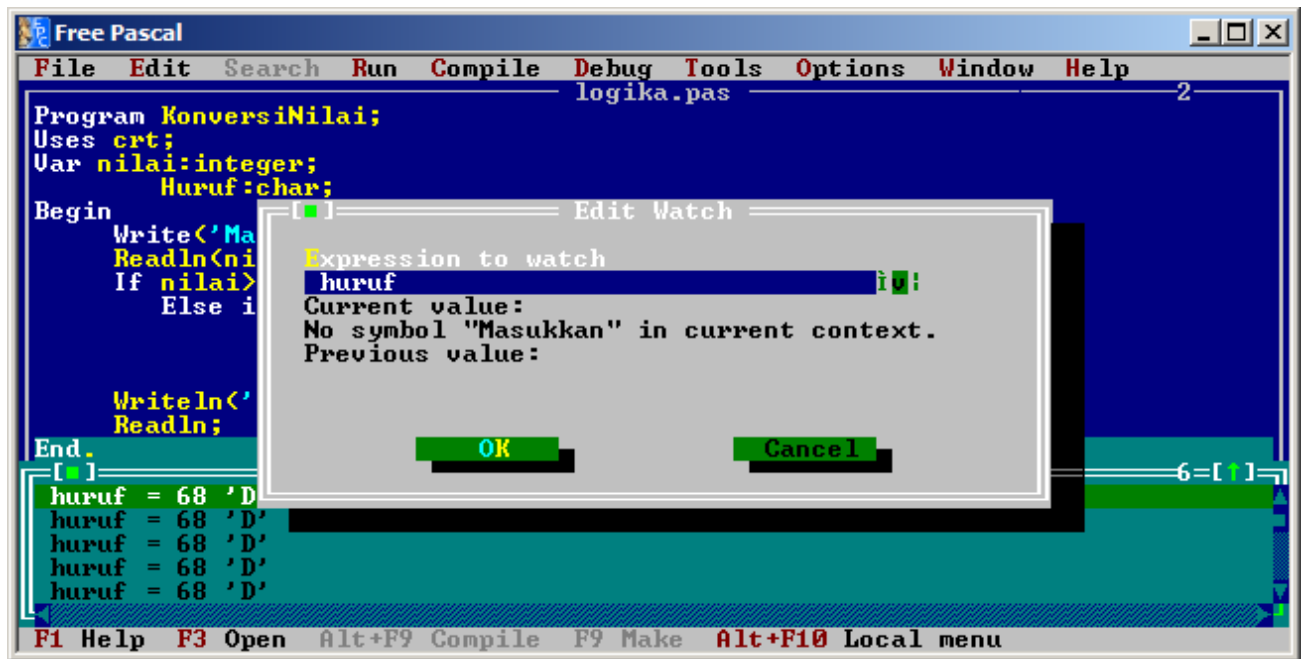 Free Pascal
File Edit Search Run Compile Debug Tools Options Window Help
logika.pas 2
Program KonversiNilai;
Uses crt;
Var nilai:integer;
Huruf:char;
Begin
Write('Ma
Readln(ni
If nilai>
Else i
Writeln('
Readln;
End.
[■] Edit Watch
Expression to watch
huruf
Current value:
No symbol "Masukkan" in current context.
Previous value:
OK Cancel
[■] 6=[↑]
huruf = 68 'D
huruf = 68 'D'
huruf = 68 'D'
huruf = 68 'D'
huruf = 68 'D'
F1 Help F3 Open Alt+F9 Compile F9 Make Alt+F10 Local menu